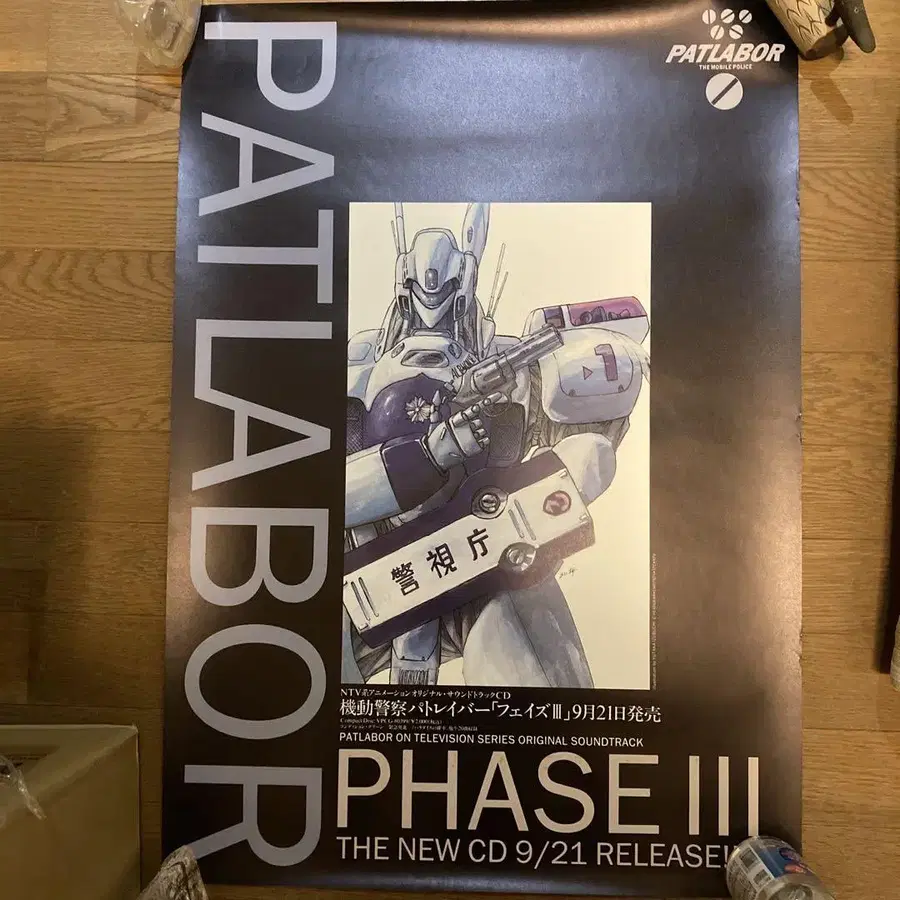 PATLABOR
THE MOBILE POLICE
PATLABOR
ALPHONSE
1
警視庁
NTV系アニメーションオリジナル・サウンドトラックCD
機動警察パトレイバー「フェイズⅢ」9月21日発売
PATLABOR ON TELEVISION SERIES ORIGINAL SOUNDTRACK
PHASE III
THE NEW CD 9/21 RELEASE!